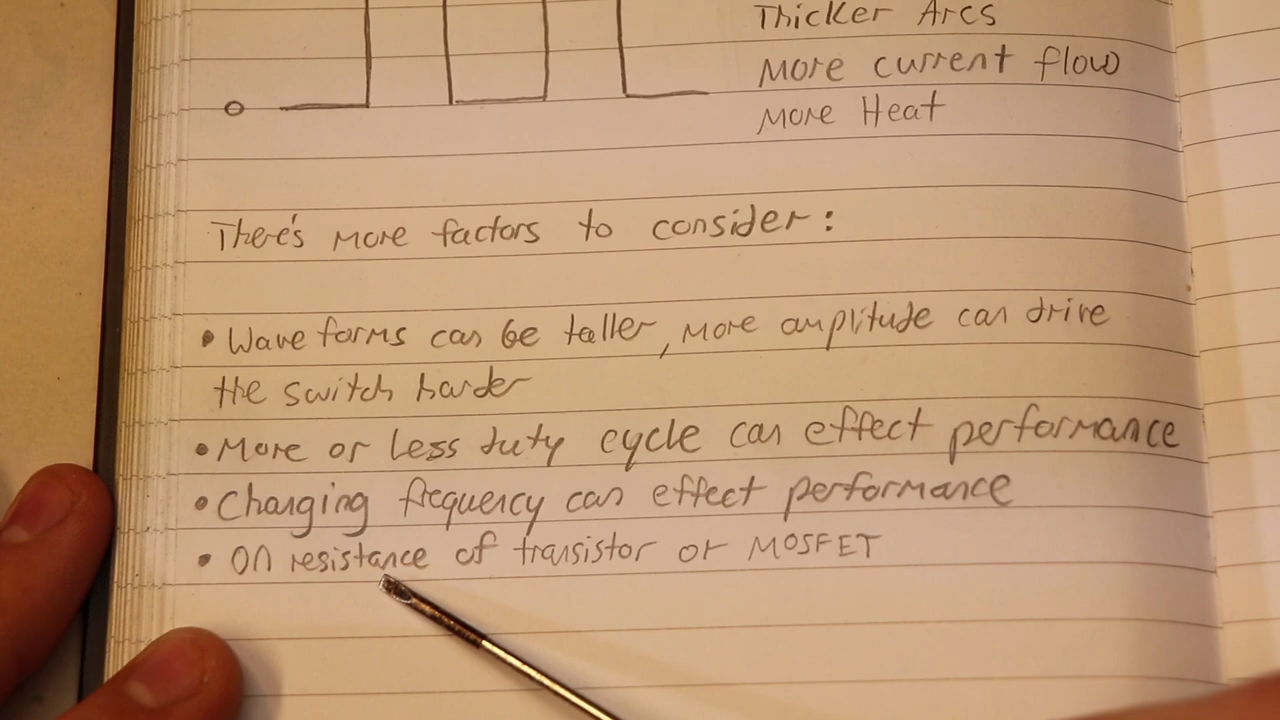 Thicker Arcs
More current flow
More Heat
o
There's more factors to consider:
• Wave forms can be taller, more amplitude can drive
the switch harder
• More or less duty cycle can effect performance
• Changing frequency can effect performance
• On resistance of transistor or MOSFET